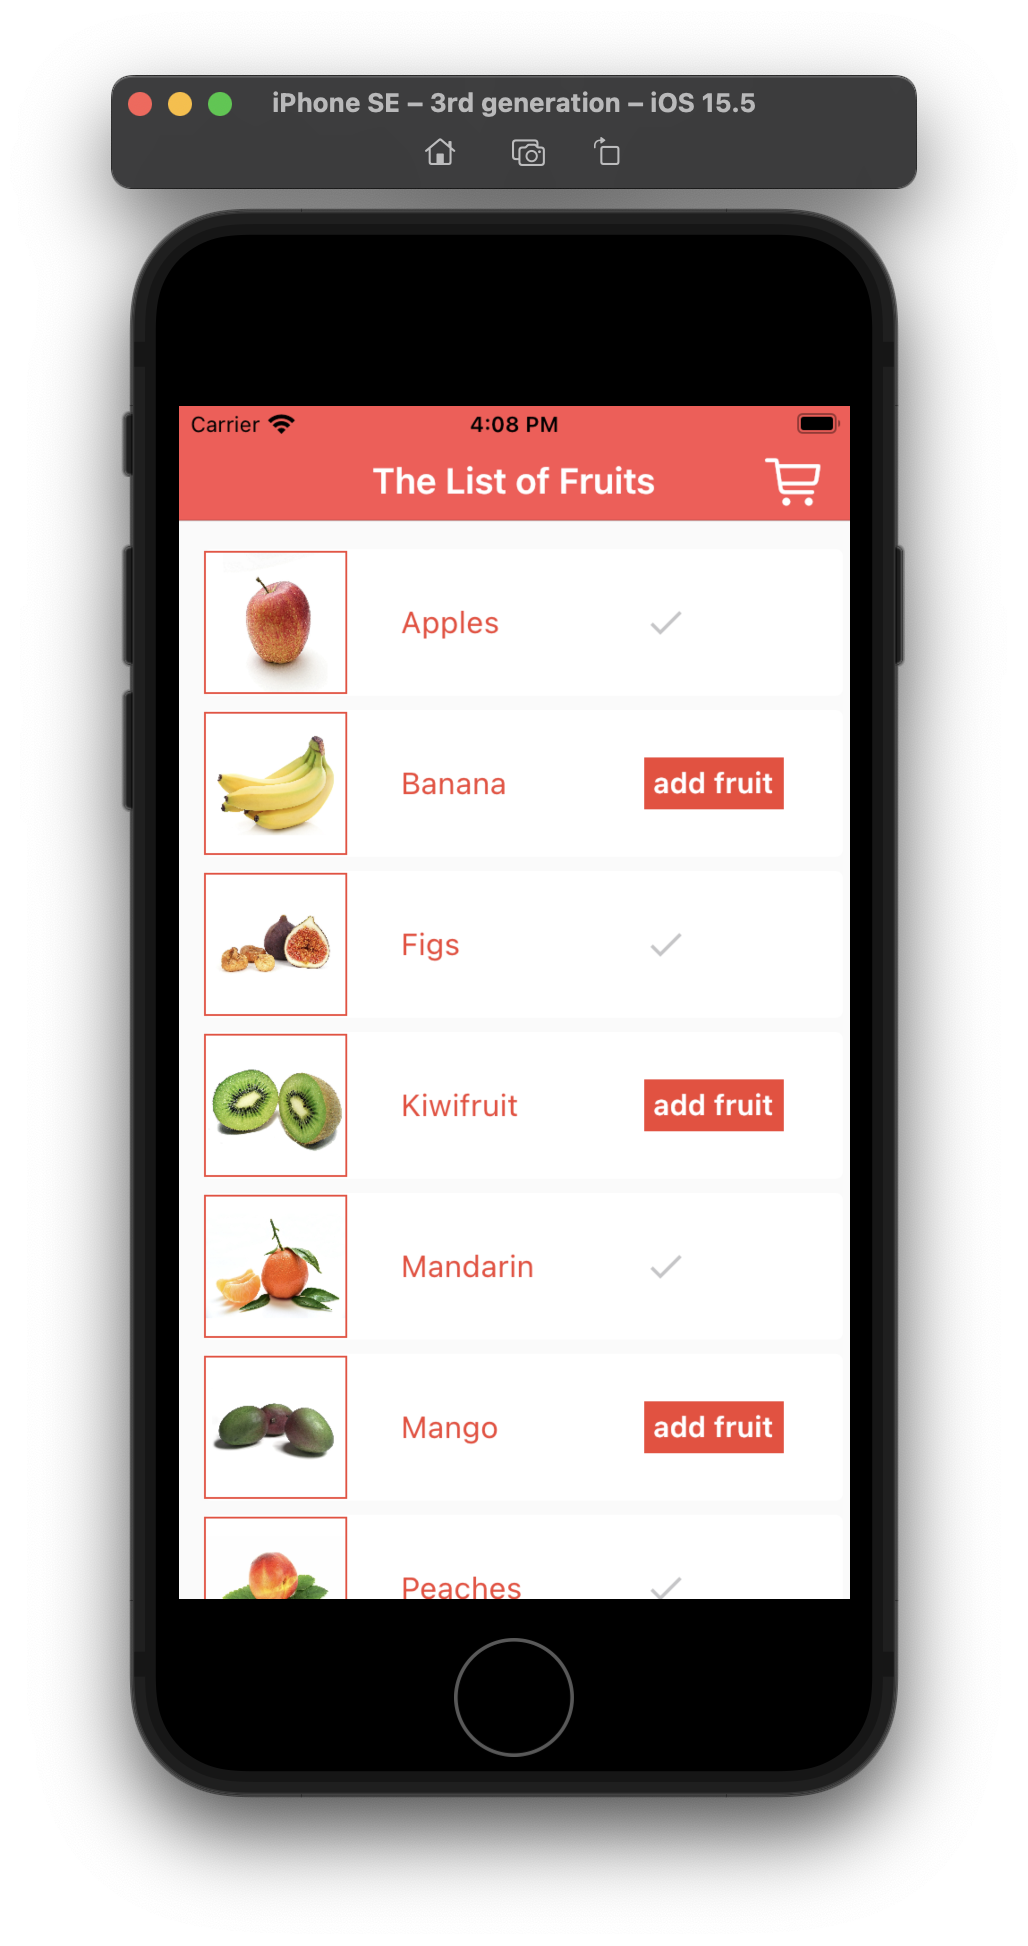 iPhone SE – 3rd generation – iOS 15.5
Carrier 4:08 PM
The List of Fruits
Apples
Banana add fruit
Figs
Kiwifruit add fruit
Mandarin
Mango add fruit
Peaches